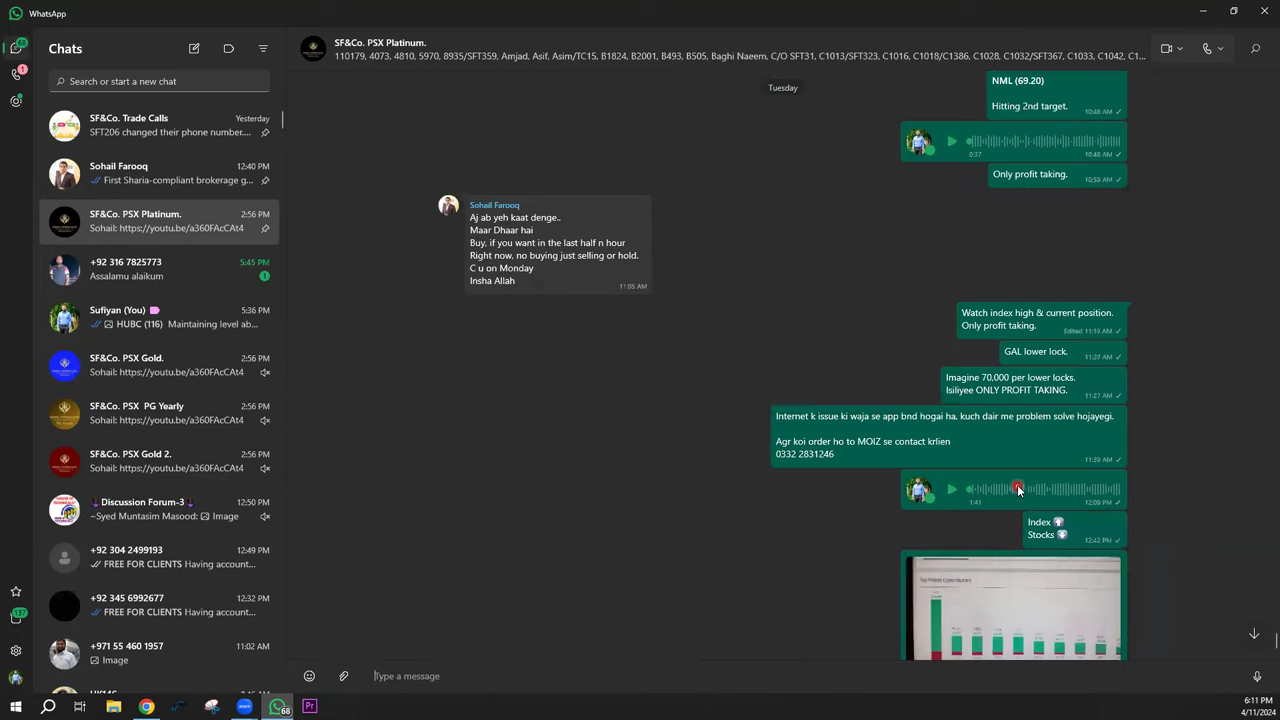 WhatsApp
Chats
Search or start a new chat
SF&Co. Trade Calls
Yesterday
SFT206 changed their phone number....
Sohail Farooq
12:40 PM
First Sharia-compliant brokerage g...
SF&Co. PSX Platinum.
2:56 PM
Sohail: https://youtu.be/a360FAcCAt4
+92 316 7825773
5:45 PM
Assalamu alaikum
1
Sufiyan (You)
5:36 PM
HUBC (116) Maintaining level ab...
SF&Co. PSX Gold.
2:56 PM
Sohail: https://youtu.be/a360FAcCAt4
SF&Co. PSX PG Yearly
2:56 PM
Sohail: https://youtu.be/a360FAcCAt4
SF&Co. PSX Gold 2.
2:56 PM
Sohail: https://youtu.be/a360FAcCAt4
Discussion Forum-3
12:50 PM
~Syed Muntasim Masood: Image
+92 304 2499193
12:49 PM
FREE FOR CLIENTS Having account...
+92 345 6992677
12:32 PM
FREE FOR CLIENTS Having account...
+971 55 460 1957
11:02 AM
Image
68
1
137
SF&Co. PSX Platinum.
110179, 4073, 4810, 5970, 8935/SFT359, Amjad, Asif, Asim/TC15, B1824, B2001, B493, B505, Baghi Naeem, C/O SFT31, C1013/SFT323, C1016, C1018/C1386, C1028, C1032/SFT367, C1033, C1042, C1...
Tuesday
NML (69.20)
Hitting 2nd target.
10:48 AM
0:37
10:48 AM
Only profit taking.
10:59 AM
Sohail Farooq
Aj ab yeh kaat denge..
Maar Dhaar hai
Buy, if you want in the last half n hour
Right now, no buying just selling or hold.
C u on Monday
Insha Allah
11:05 AM
Watch index high & current position.
Only profit taking.
Edited 11:13 AM
GAL lower lock.
11:27 AM
Imagine 70,000 per lower locks.
Isiliyee ONLY PROFIT TAKING.
11:27 AM
Internet k issue ki waja se app bnd hogai ha, kuch dair me problem solve hojayegi.
Agr koi order ho to MOIZ se contact krlien
0332 2831246
11:39 AM
1:41
12:09 PM
Index
Stocks
12:42 PM
Type a message
68
Pr
6:11 PM
4/11/2024